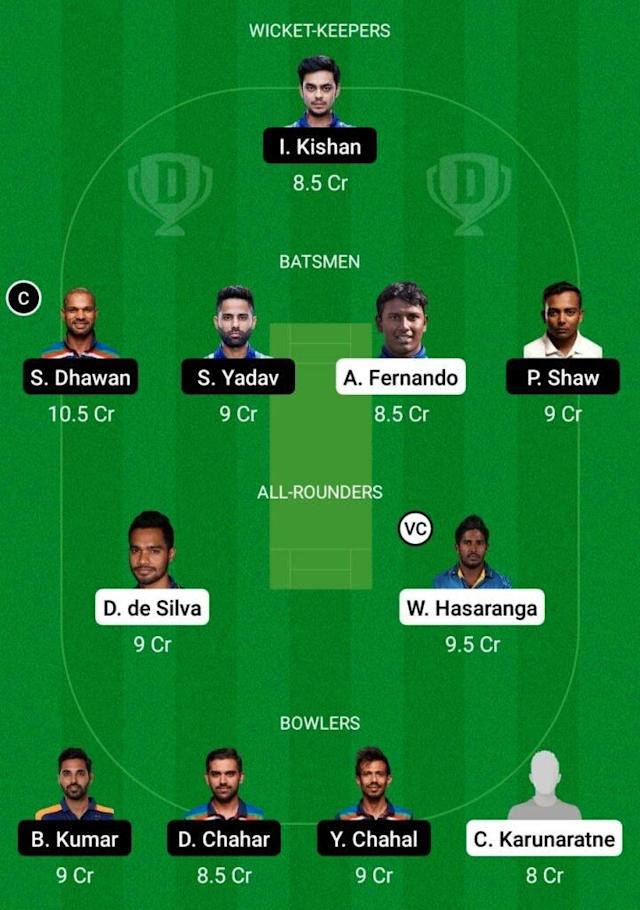 WICKET-KEEPERS
I. Kishan
8.5 Cr
D
D
BATSMEN
C
S. Dhawan
S. Yadav
A. Fernando
P. Shaw
10.5 Cr
9 Cr
8.5 Cr
9 Cr
ALL-ROUNDERS
VC
D. de Silva
W. Hasaranga
9 Cr
9.5 Cr
BOWLERS
B. Kumar
D. Chahar
Y. Chahal
C. Karunaratne
9 Cr
8.5 Cr
9 Cr
8 Cr